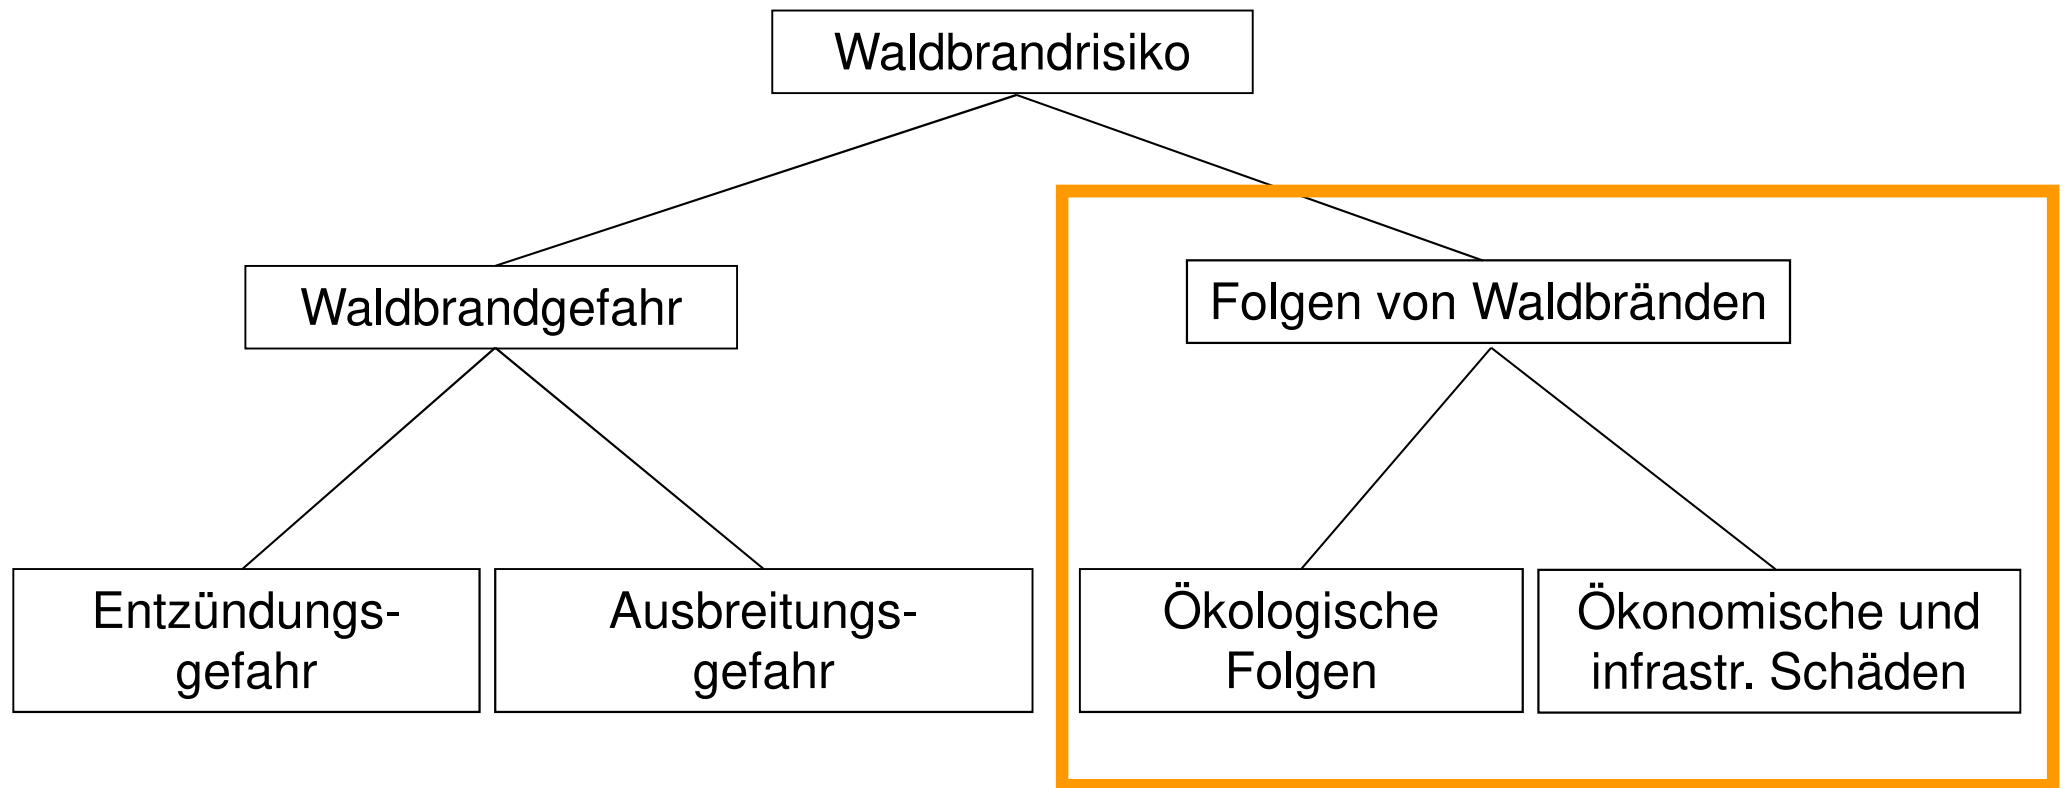 Waldbrandrisiko
Waldbrandgefahr
Folgen von Waldbränden
Entzündungs-
gefahr
Ausbreitungs-
gefahr
Ökologische
Folgen
Ökonomische und
infrastr. Schäden